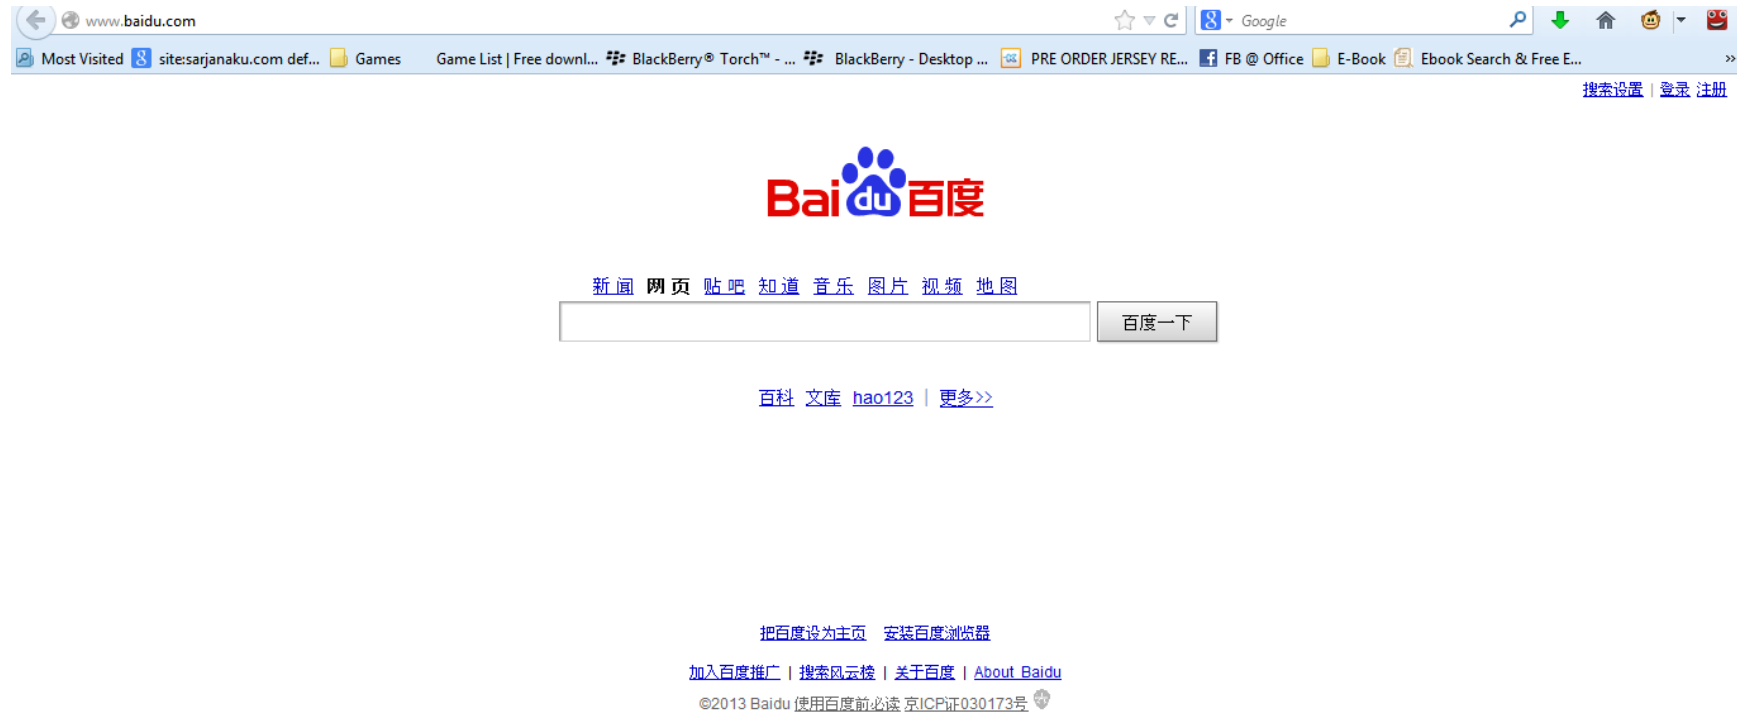 www.baidu.com Google
Most Visited site:sarjanaku.com def... Games Game List | Free downl... BlackBerry® Torch™ - ... BlackBerry - Desktop ... PRE ORDER JERSEY RE... FB @ Office E-Book Ebook Search & Free E... »
搜索设置 | 登录 注册
Bai du 百度
新闻 网页 贴吧 知道 音乐 图片 视频 地图
百度一下
百科 文库 hao123 | 更多>>
把百度设为主页 安装百度浏览器
加入百度推广 | 搜索风云榜 | 关于百度 | About Baidu
©2013 Baidu 使用百度前必读 京ICP证030173号